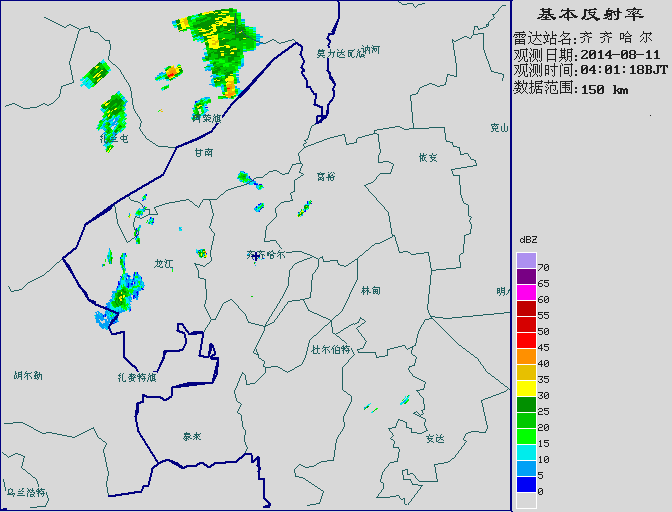 基本反射率
雷达站名:齐 齐 哈 尔
观测日期:2014-08-11
观测时间:04:01:18BJT
数据范围:150 km
莫力达瓦旗
讷河
阿荣旗
扎兰屯
甘南
克山
依安
富裕
齐齐哈尔
龙江
林甸
明水
杜尔伯特
胡尔勒
扎赉特旗
泰来
安达
乌兰浩特
dBZ
70
65
60
55
50
45
40
35
30
25
20
15
10
5
0